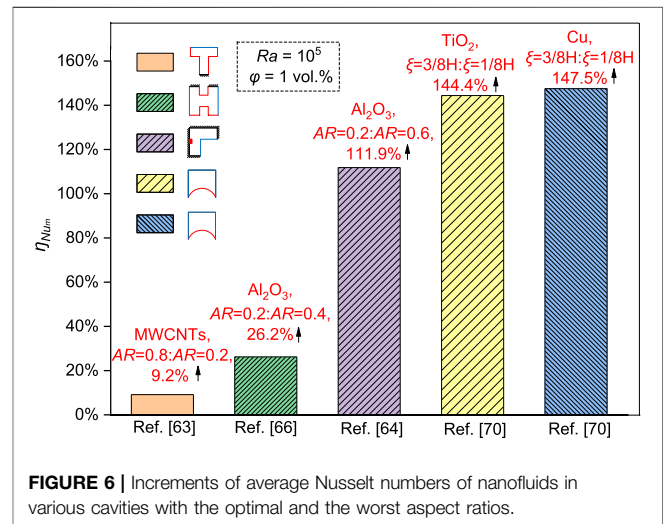 160%
140%
120%
100%
80%
60%
40%
20%
0%
ηNuₘ
Ra = 10⁵
φ = 1 vol.%
MWCNTs,
AR=0.8:AR=0.2,
9.2%
Al₂O₃,
AR=0.2:AR=0.4,
26.2%
Al₂O₃,
AR=0.2:AR=0.6,
111.9%
TiO₂,
ξ=3/8H:ξ=1/8H
144.4%
Cu,
ξ=3/8H:ξ=1/8H
147.5%
Ref. [63] Ref. [66] Ref. [64] Ref. [70] Ref. [70]
FIGURE 6 | Increments of average Nusselt numbers of nanofluids in
various cavities with the optimal and the worst aspect ratios.